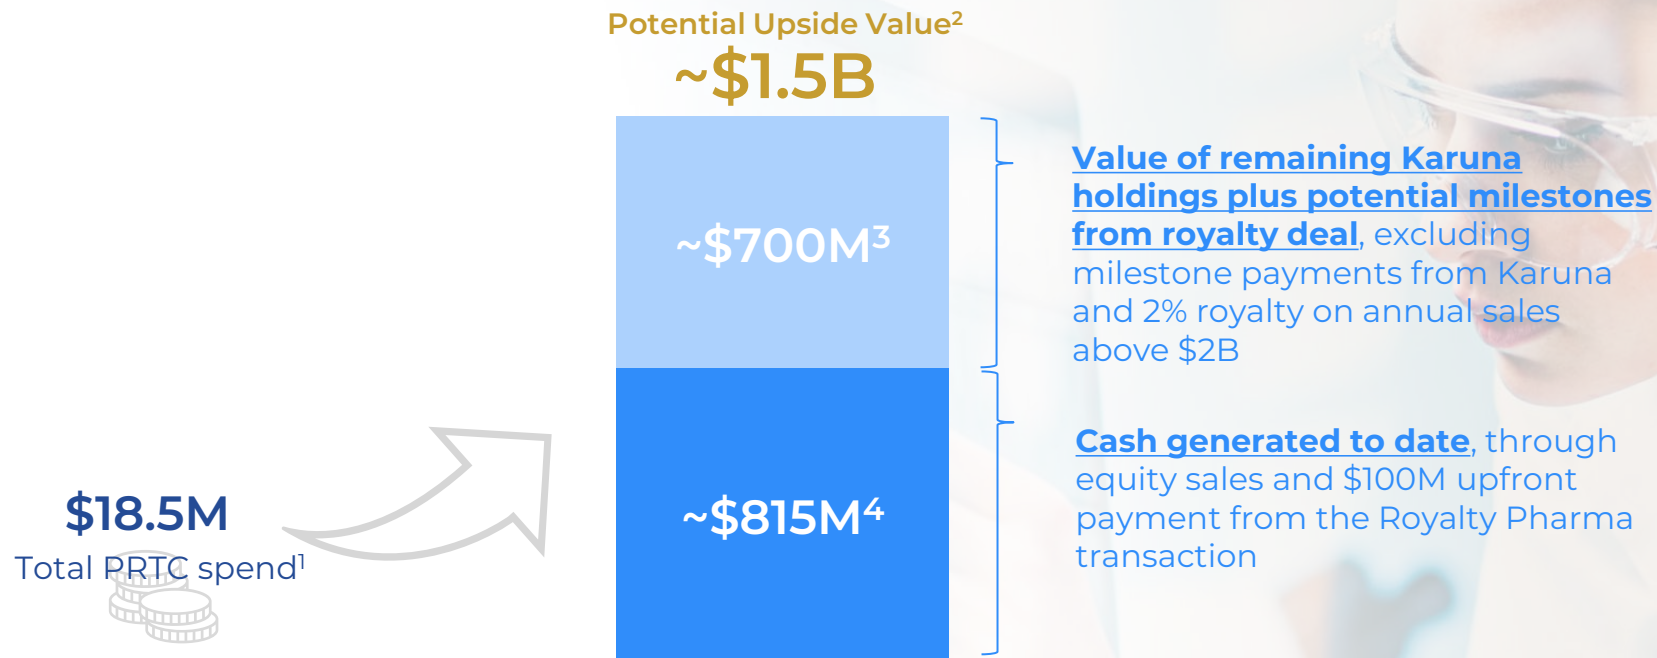 Potential Upside Value²
~$1.5B
~$700M³
Value of remaining Karuna
holdings plus potential milestones
from royalty deal, excluding
milestone payments from Karuna
and 2% royalty on annual sales
above $2B
~$815M⁴
Cash generated to date, through
equity sales and $100M upfront
payment from the Royalty Pharma
transaction
$18.5M
Total PRTC spend¹